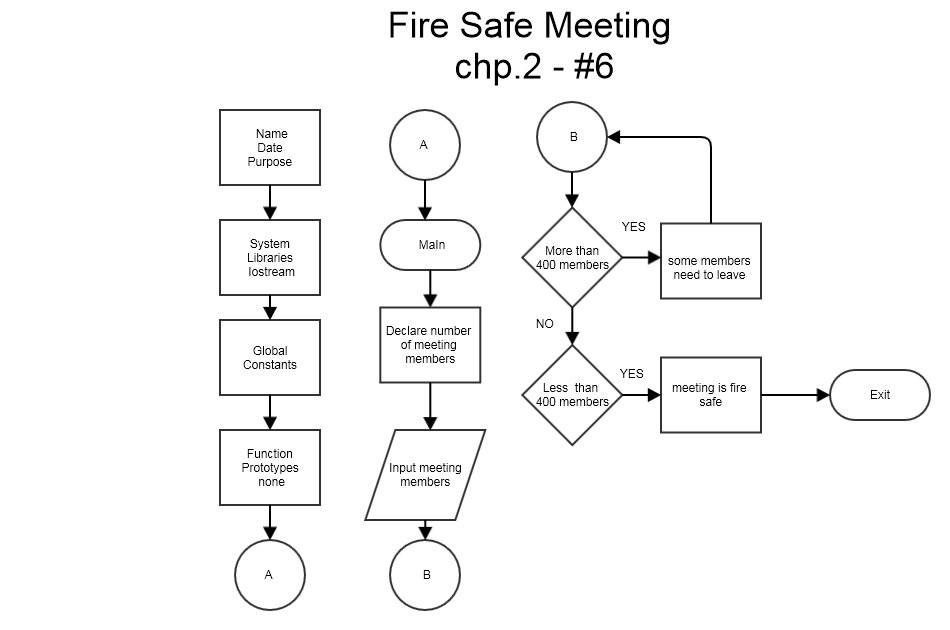 Fire Safe Meeting
chp.2 - #6
Name
Date
Purpose
System
Libraries
Iostream
Global
Constants
Function
Prototypes
none
A
A
MaIn
Declare number
of meeting
members
Input meeting
members
B
B
More than
400 members
YES
some members
need to leave
NO
Less than
400 members
YES
meeting is fire
safe
Exit